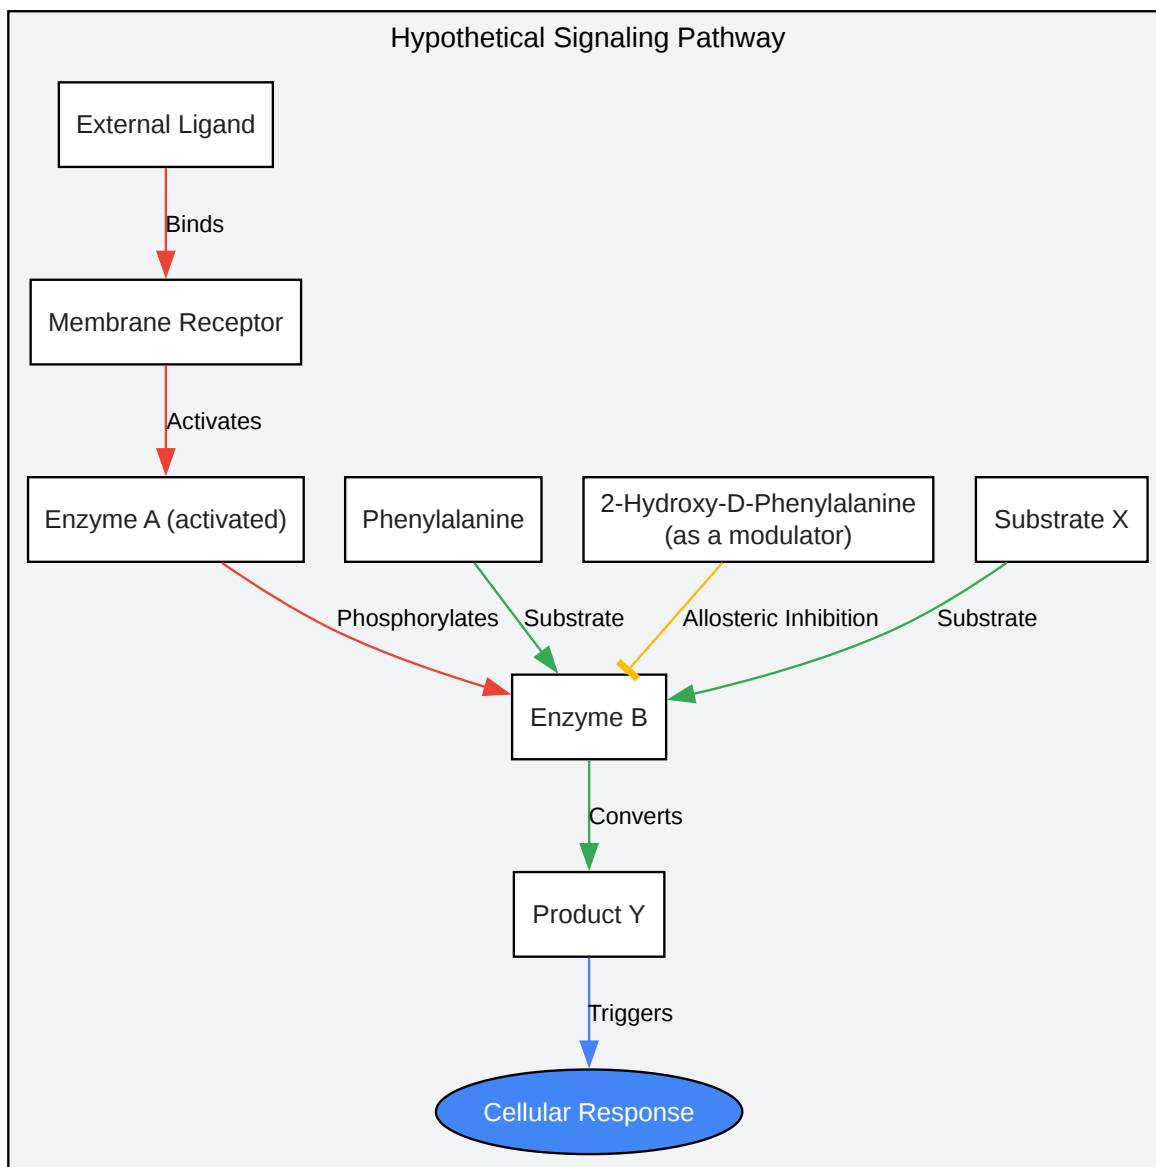 Hypothetical Signaling Pathway
External Ligand
Binds
Membrane Receptor
Activates
Enzyme A (activated)
Phenylalanine
2-Hydroxy-D-Phenylalanine
(as a modulator)
Substrate X
Phosphorylates
Substrate
Allosteric Inhibition
Substrate
Enzyme B
Converts
Product Y
Triggers
Cellular Response